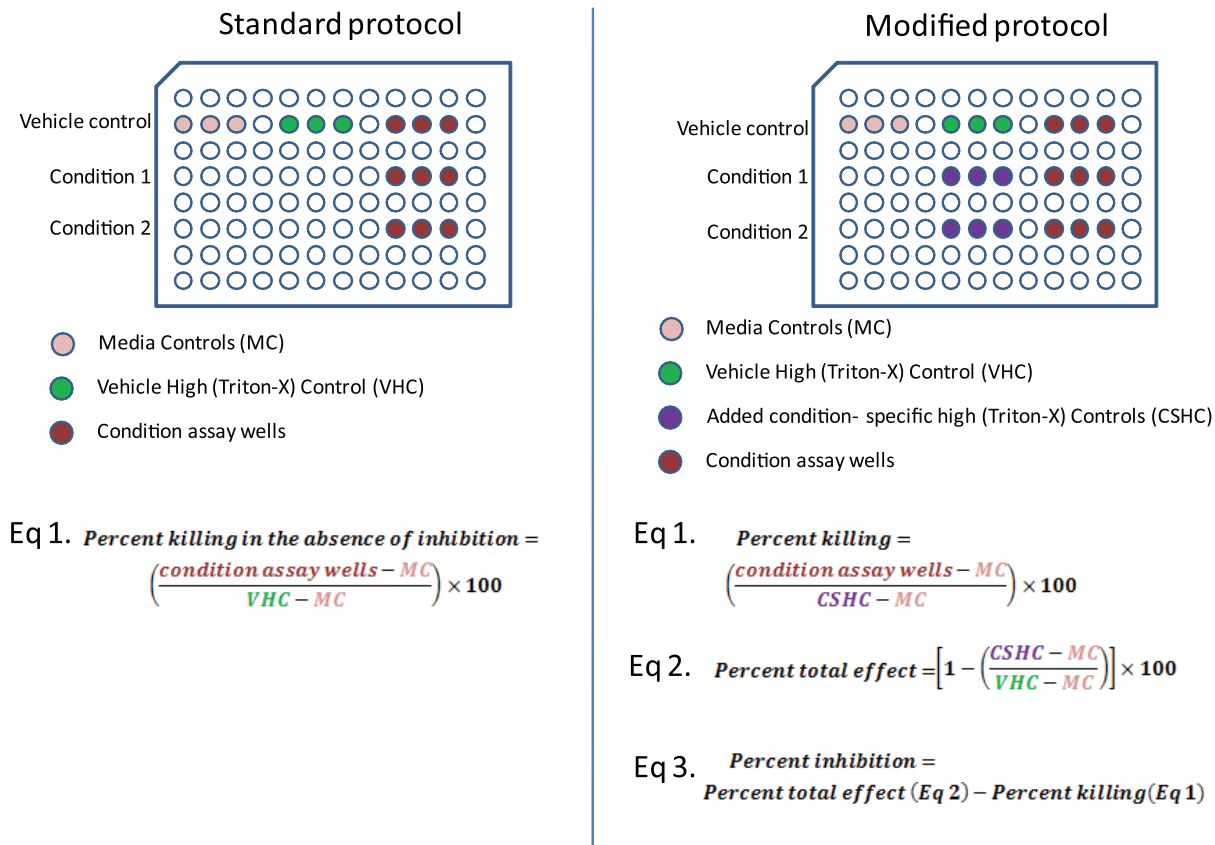 Standard protocol
Vehicle control
Condition 1
Condition 2
Media Controls (MC)
Vehicle High (Triton-X) Control (VHC)
Condition assay wells
Eq 1. Percent killing in the absence of inhibition =
(condition assay wells − MC / VHC − MC) × 100
Modified protocol
Vehicle control
Condition 1
Condition 2
Media Controls (MC)
Vehicle High (Triton-X) Control (VHC)
Added condition- specific high (Triton-X) Controls (CSHC)
Condition assay wells
Eq 1. Percent killing =
(condition assay wells − MC / CSHC − MC) × 100
Eq 2. Percent total effect =[1 − (CSHC − MC / VHC − MC)] × 100
Eq 3. Percent inhibition =
Percent total effect (Eq 2) − Percent killing(Eq 1)